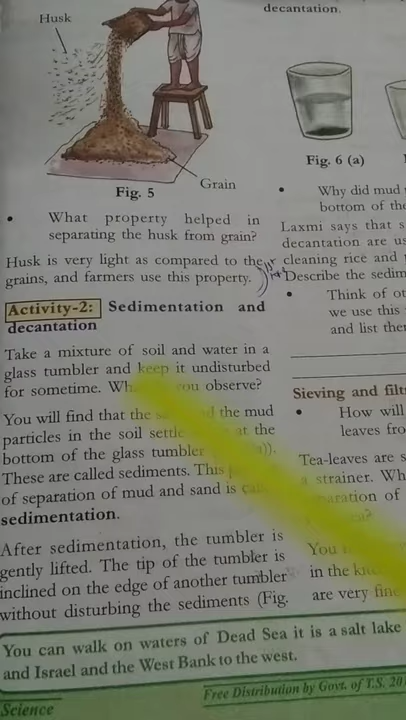 Husk
Grain
Fig. 5
• What property helped in
separating the husk from grain?
Husk is very light as compared to the
grains, and farmers use this property.
Activity-2: Sedimentation and
decantation
Take a mixture of soil and water in a
glass tumbler and keep it undisturbed
for sometime. you observe?
You will find that the the mud
particles in the soil settle at the
bottom of the glass tumbler
These are called sediments. This
of separation of mud and sand is
sedimentation.
After sedimentation, the tumbler is
gently lifted. The tip of the tumbler is
inclined on the edge of another tumbler
without disturbing the sediments (Fig.
decantation.
Fig. 6 (a)
• Why did mud
bottom of the
Laxmi says that s
decantation are us
cleaning rice and
Describe the sedim
• Think of ot
we use this
and list ther
Sieving and filt
• How will
leaves fro
Tea-leaves are s
a strainer. Wh
of
You
in the
are very fine
You can walk on waters of Dead Sea it is a salt lake
and Israel and the West Bank to the west.
Science
Free Distribution by Govt. of T.S. 20